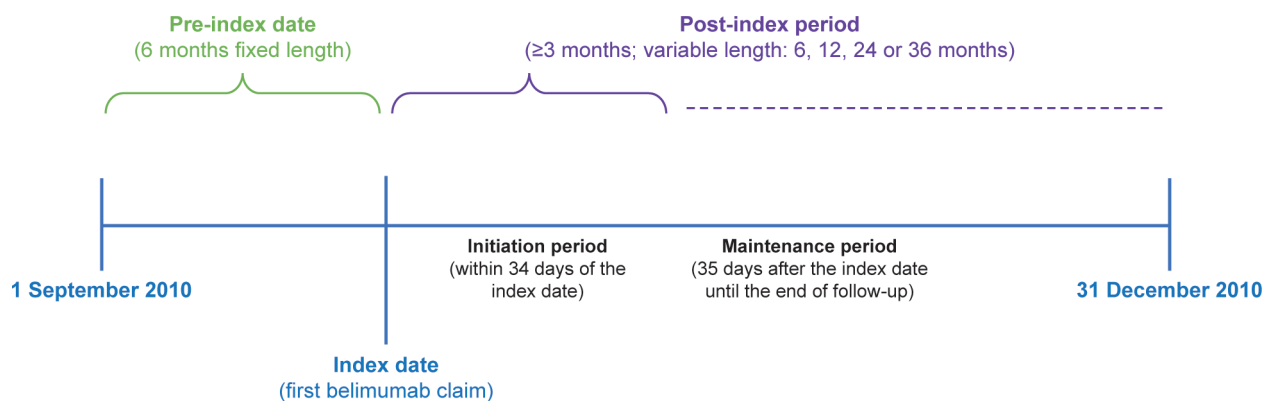 Pre-index date
(6 months fixed length)
Post-index period
(≥3 months; variable length: 6, 12, 24 or 36 months)
Initiation period
(within 34 days of the
index date)
Maintenance period
(35 days after the index date
until the end of follow-up)
1 September 2010
31 December 2010
Index date
(first belimumab claim)